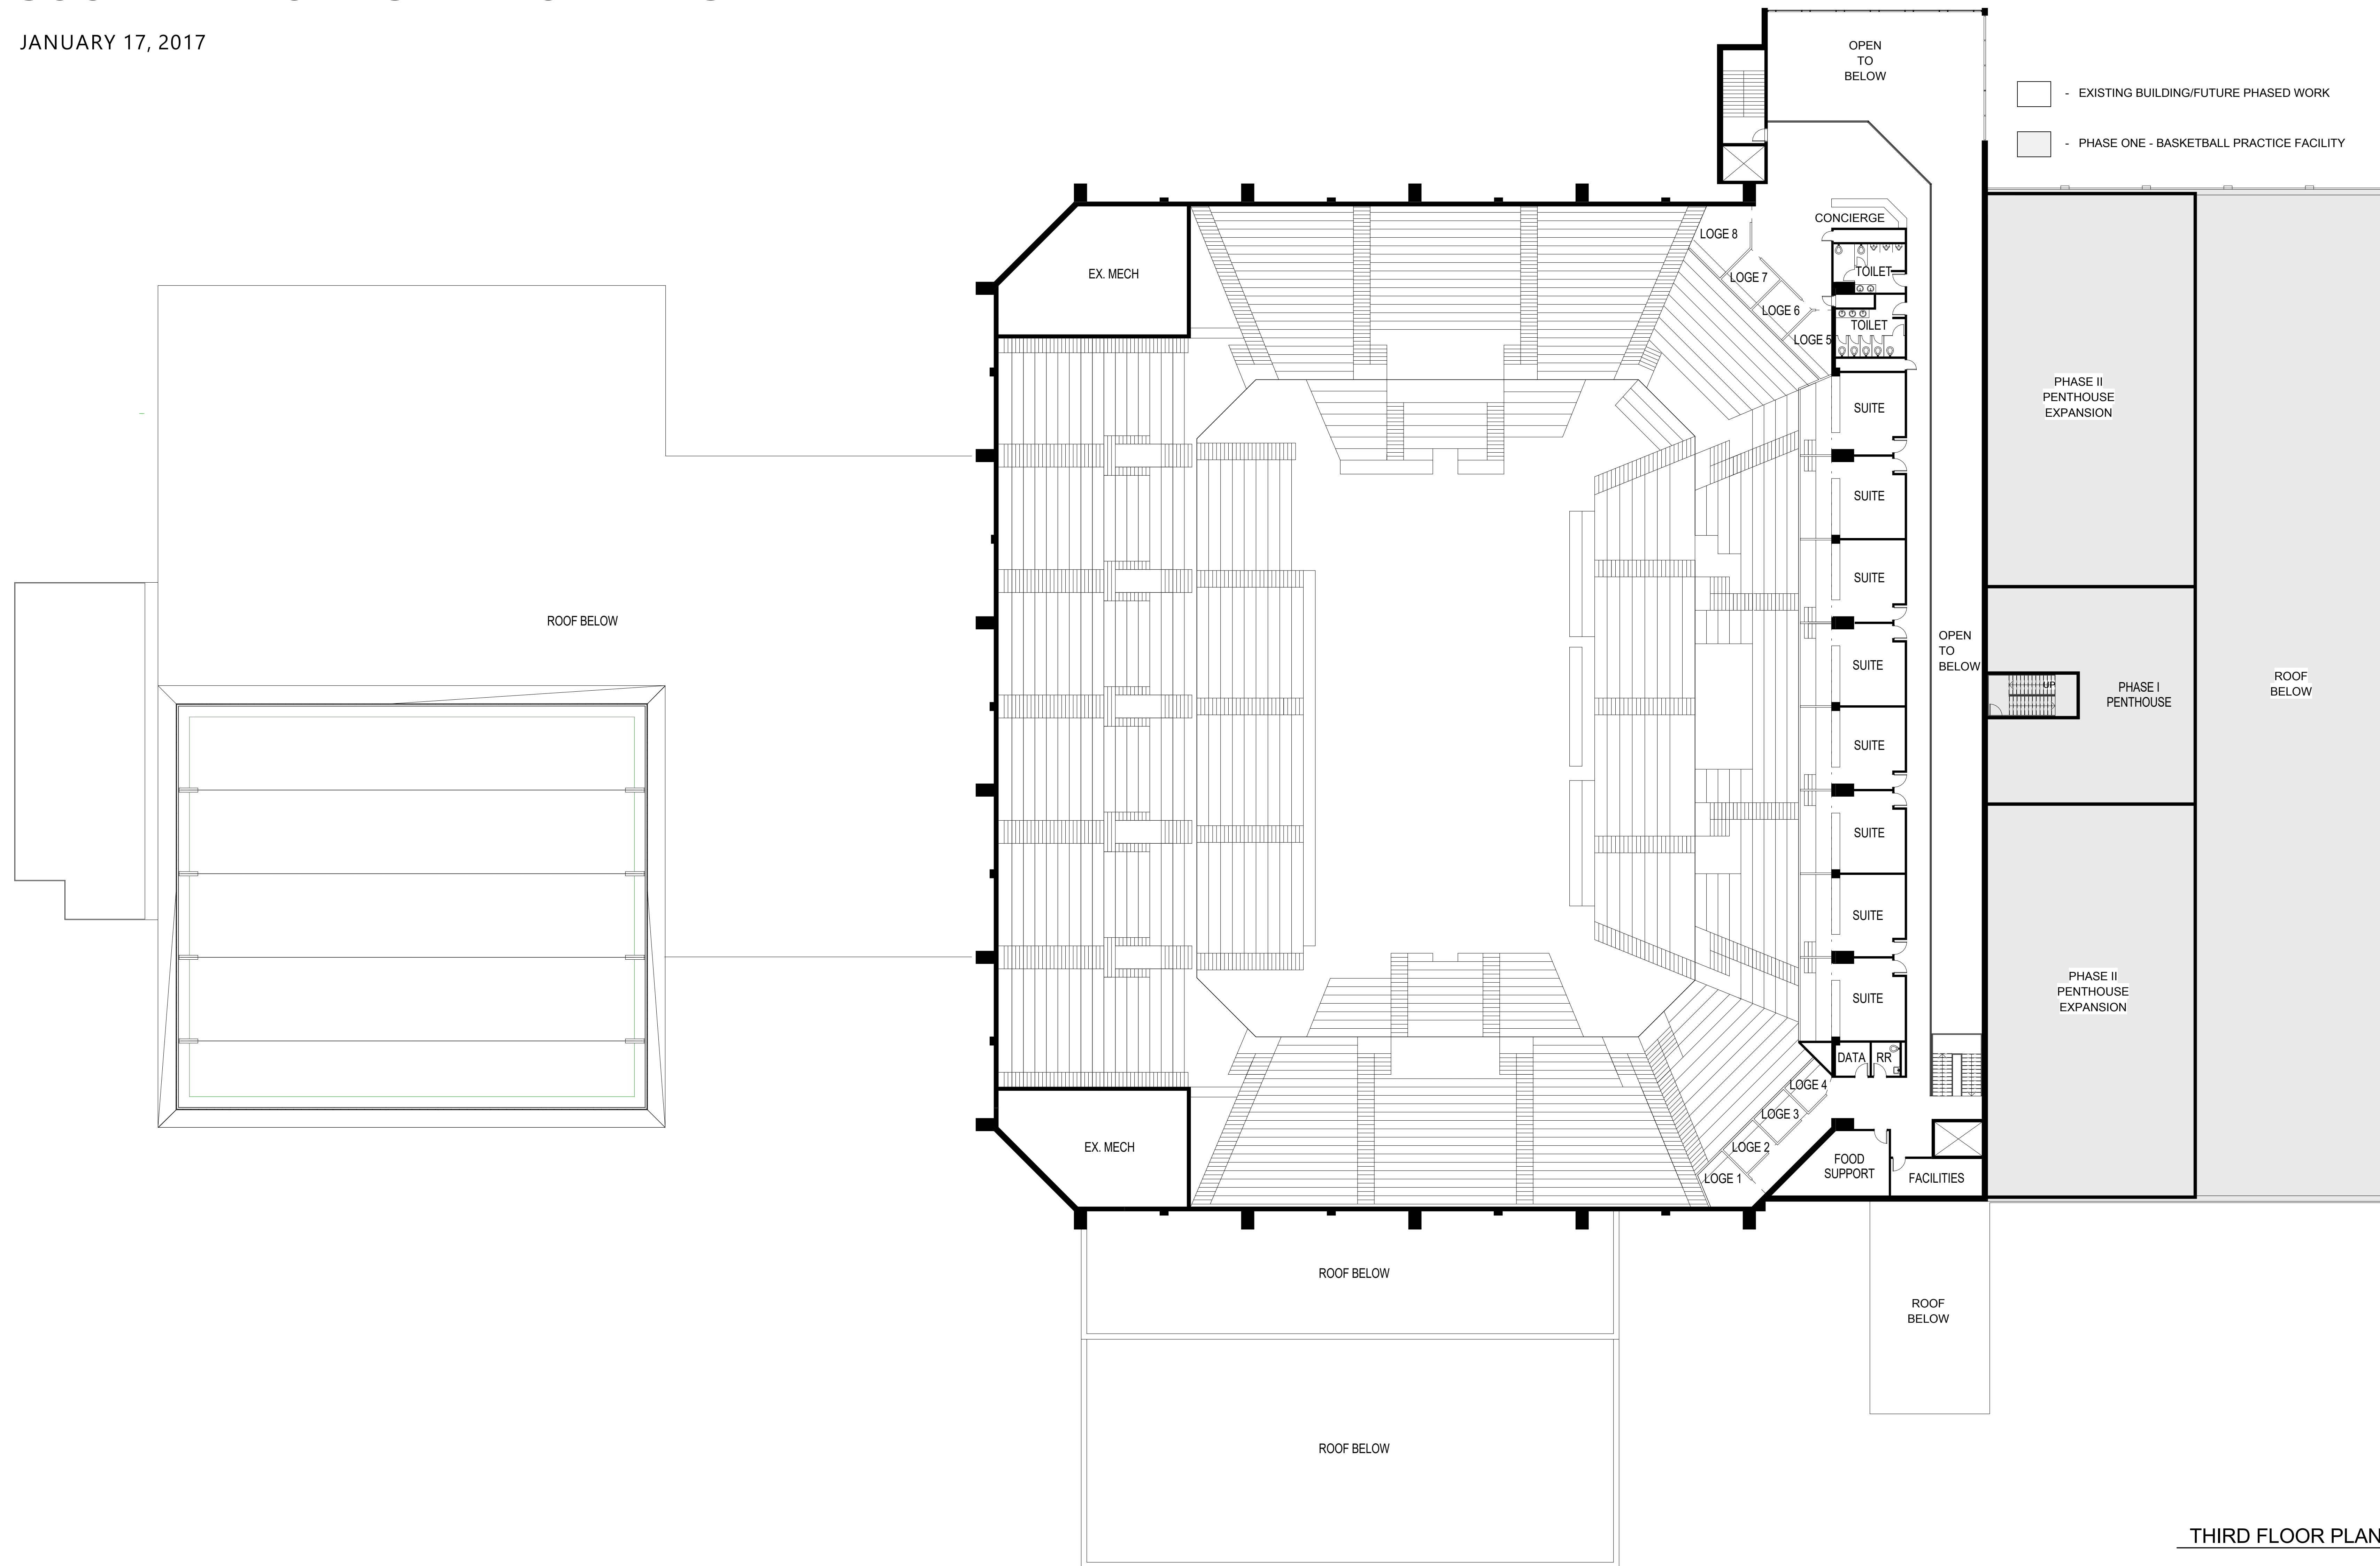 JANUARY 17, 2017
OPEN
TO
BELOW
- EXISTING BUILDING/FUTURE PHASED WORK
- PHASE ONE - BASKETBALL PRACTICE FACILITY
CONCIERGE
LOGE 8
EX. MECH
TOILET
LOGE 7
LOGE 6
TOILET
LOGE 5
SUITE
PHASE II
PENTHOUSE
EXPANSION
SUITE
SUITE
ROOF BELOW
OPEN
TO
BELOW
SUITE
UP
PHASE I
PENTHOUSE
ROOF
BELOW
SUITE
SUITE
SUITE
PHASE II
PENTHOUSE
EXPANSION
SUITE
DATA
RR
LOGE 4
LOGE 3
LOGE 2
LOGE 1
EX. MECH
FOOD
SUPPORT
FACILITIES
ROOF BELOW
ROOF
BELOW
ROOF BELOW
THIRD FLOOR PLAN